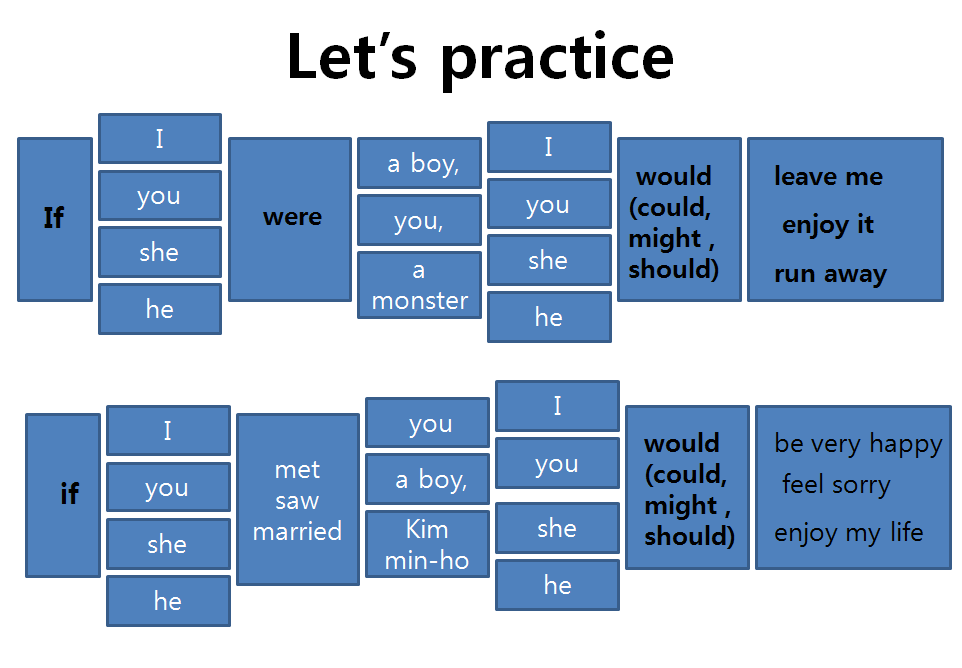 Let's practice
If
I
you
she
he
were
a boy,
you,
a
monster
I
you
she
he
would
(could,
might ,
should)
leave me
enjoy it
run away
if
I
you
she
he
met
saw
married
you
a boy,
Kim
min-ho
I
you
she
he
would
(could,
might ,
should)
be very happy
feel sorry
enjoy my life